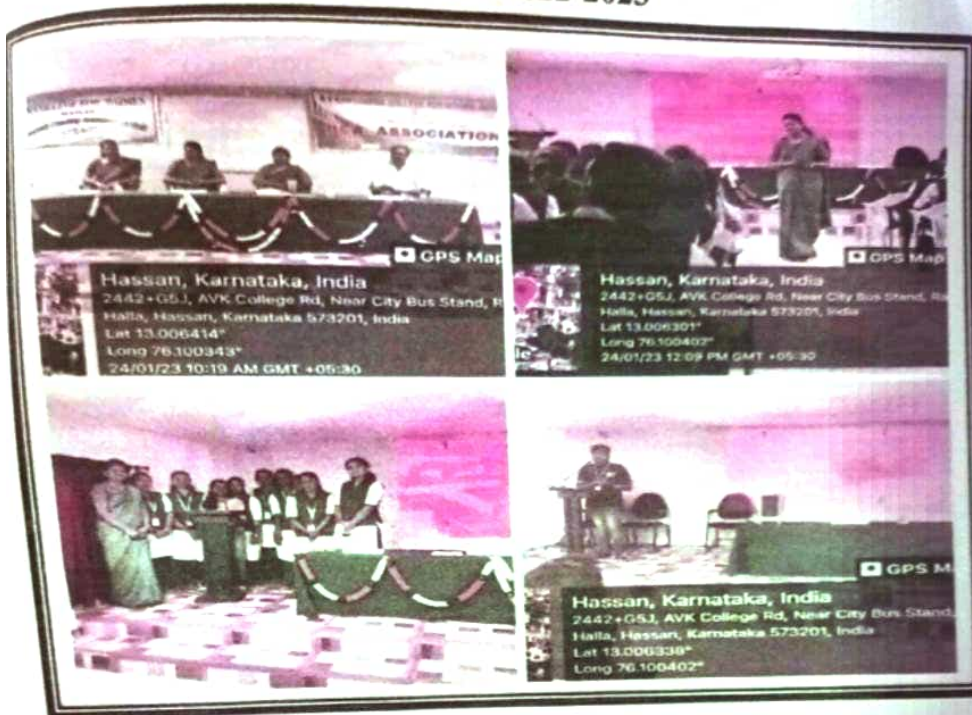 2023
ASSOCIATION
GPS Map
Hassan, Karnataka, India
2442+G5J, AVK College Rd, Near City Bus Stand, R
Halla, Hassan, Karnataka 573201, India
Lat 13.006414°
Long 76.100343°
24/01/23 10:19 AM GMT +05:30
GPS Map
Hassan, Karnataka, India
2442+G5J, AVK College Rd, Near City Bus Stand, Ra
Halla, Hassan, Karnataka 573201, India
Lat 13.006301°
Long 76.100402°
24/01/23 12:09 PM GMT +05:30
GPS M
Hassan, Karnataka, India
2442+G5J, AVK College Rd, Near City Bus Stand,
Halla, Hassan, Karnataka 573201, India
Lat 13.006338°
Long 76.100402°